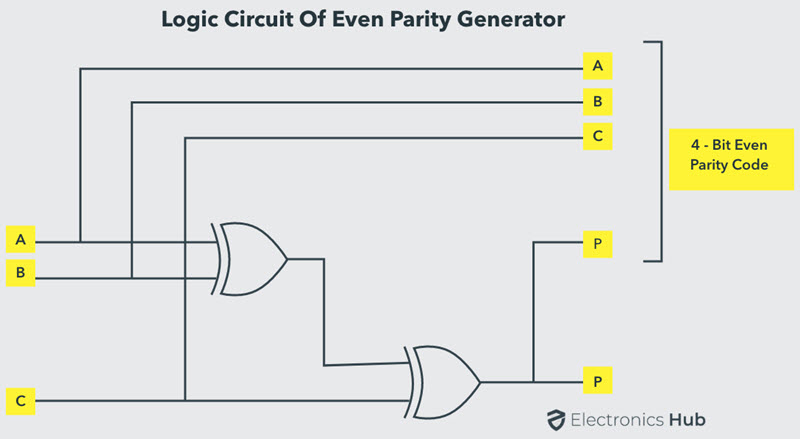 Logic Circuit Of Even Parity Generator
A
B
C
4 - Bit Even
Parity Code
A
B
P
C
P
Electronics Hub